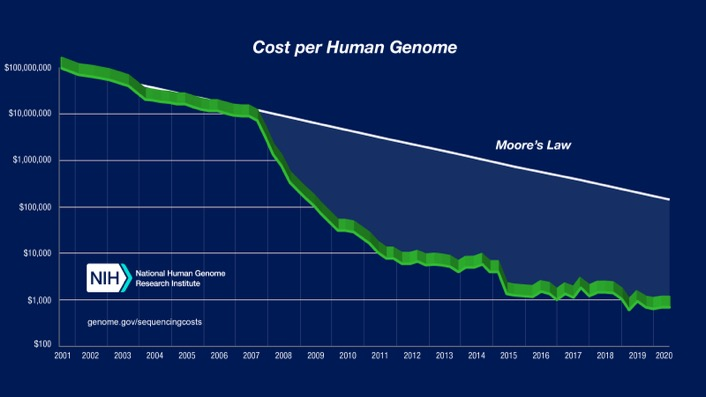 Cost per Human Genome
$100,000,000
$10,000,000
$1,000,000
$100,000
$10,000
$1,000
$100
Moore's Law
NIH
National Human Genome
Research Institute
genome.gov/sequencingcosts
2001 2002 2003 2004 2005 2006 2007 2008 2009 2010 2011 2012 2013 2014 2015 2016 2017 2018 2019 2020